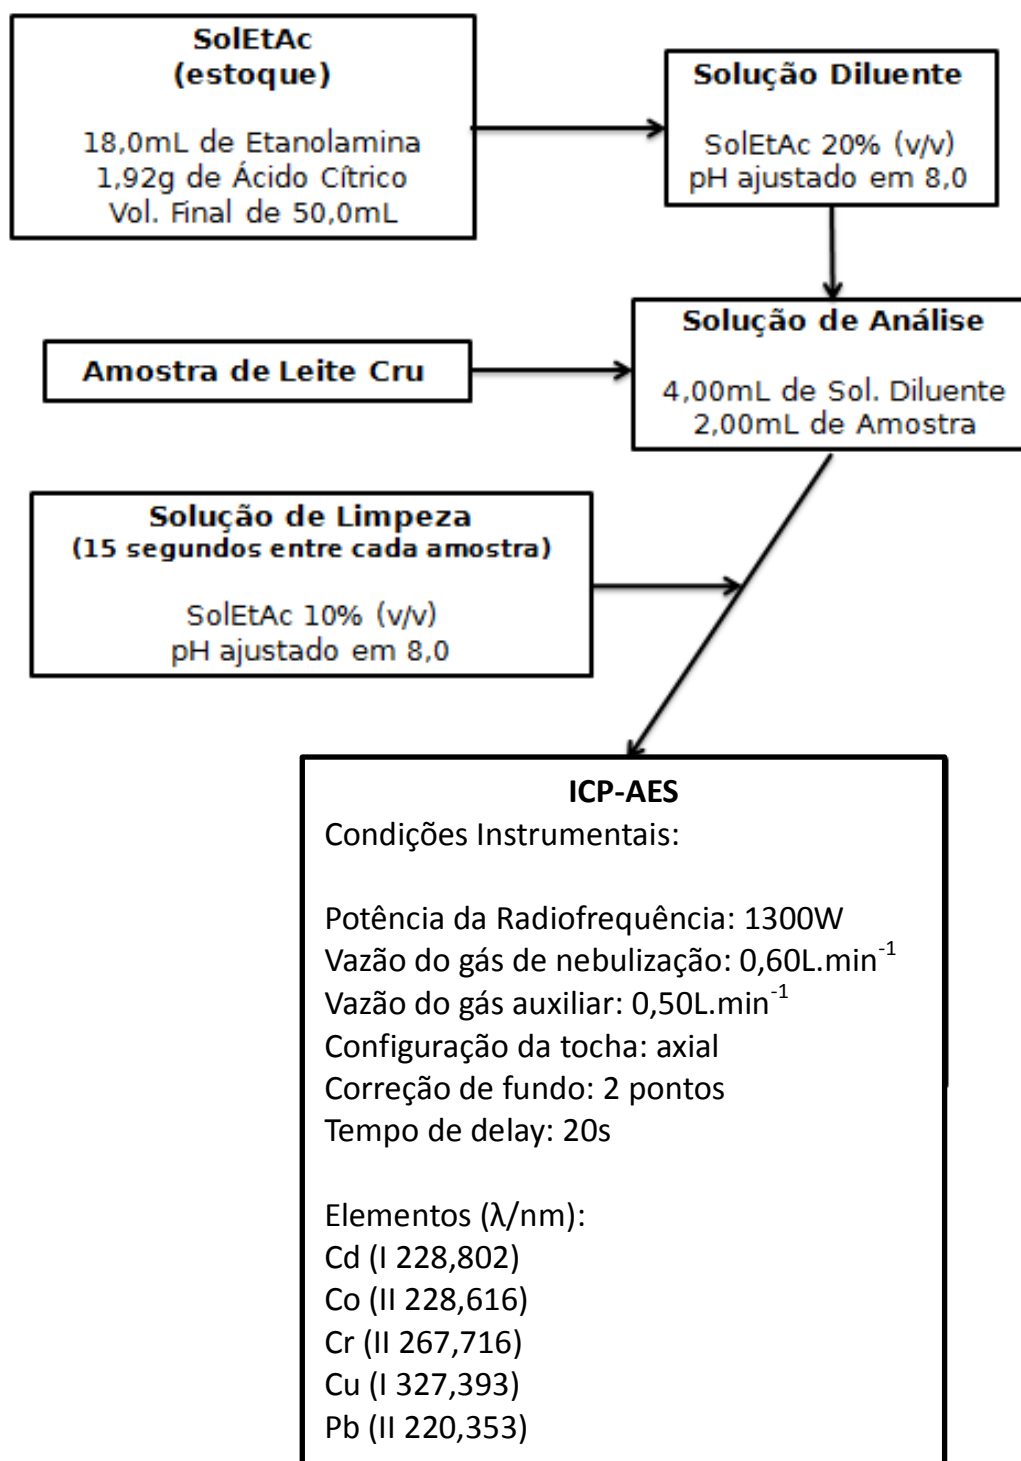 SolEtAc
(estoque)
18,0mL de Etanolamina
1,92g de Ácido Cítrico
Vol. Final de 50,0mL
Solução Diluente
SolEtAc 20% (v/v)
pH ajustado em 8,0
Amostra de Leite Cru
Solução de Análise
4,00mL de Sol. Diluente
2,00mL de Amostra
Solução de Limpeza
(15 segundos entre cada amostra)
SolEtAc 10% (v/v)
pH ajustado em 8,0
ICP-AES
Condições Instrumentais:
Potência da Radiofrequência: 1300W
Vazão do gás de nebulização: 0,60L.min⁻¹
Vazão do gás auxiliar: 0,50L.min⁻¹
Configuração da tocha: axial
Correção de fundo: 2 pontos
Tempo de delay: 20s
Elementos (λ/nm):
Cd (I 228,802)
Co (II 228,616)
Cr (II 267,716)
Cu (I 327,393)
Pb (II 220,353)